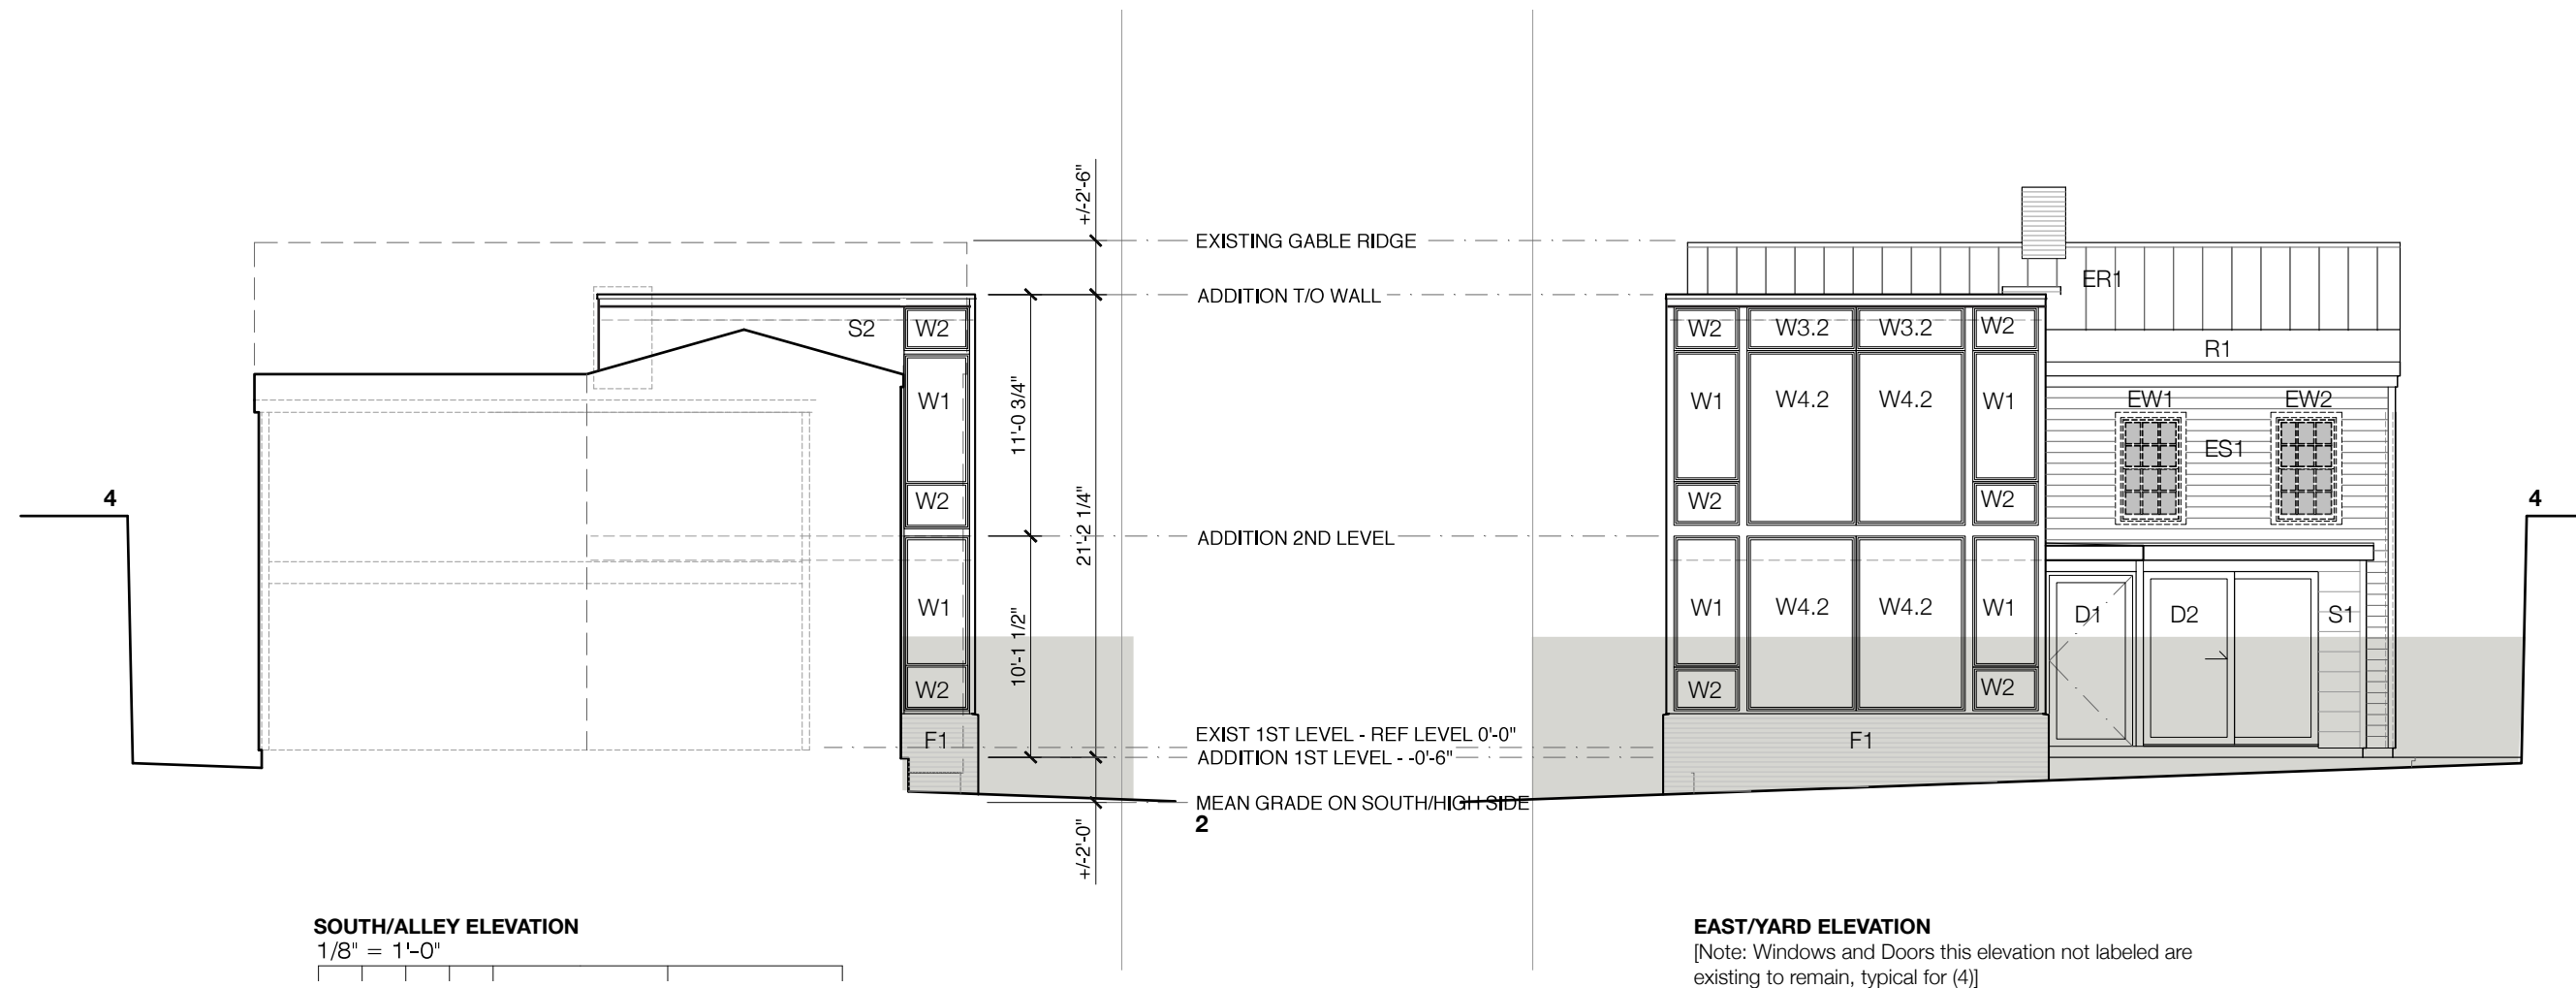 +/-2'-6"
EXISTING GABLE RIDGE
ADDITION T/O WALL
ER1
S2
W2
W2
W3.2
W3.2
W2
R1
W1
11'-0 3/4"
W1
W4.2
W4.2
W1
EW1
EW2
ES1
4
W2
W2
W2
4
21'-2 1/4"
ADDITION 2ND LEVEL
W1
10'-1 1/2"
W1
W4.2
W4.2
W1
D1
D2
S1
W2
W2
W2
F1
EXIST 1ST LEVEL - REF LEVEL 0'-0"
F1
ADDITION 1ST LEVEL - -0'-6"
MEAN GRADE ON SOUTH/HIGH SIDE
2
+/-2'-0"
SOUTH/ALLEY ELEVATION
1/8" = 1'-0"
EAST/YARD ELEVATION
[Note: Windows and Doors this elevation not labeled are
existing to remain, typical for (4)]